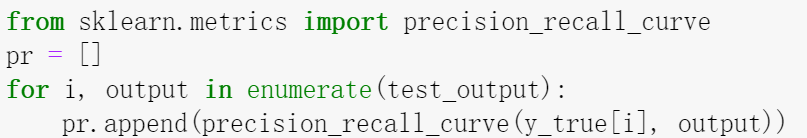 from sklearn.metrics import precision_recall_curve
pr = []
for i, output in enumerate(test_output):
    pr.append(precision_recall_curve(y_true[i], output))